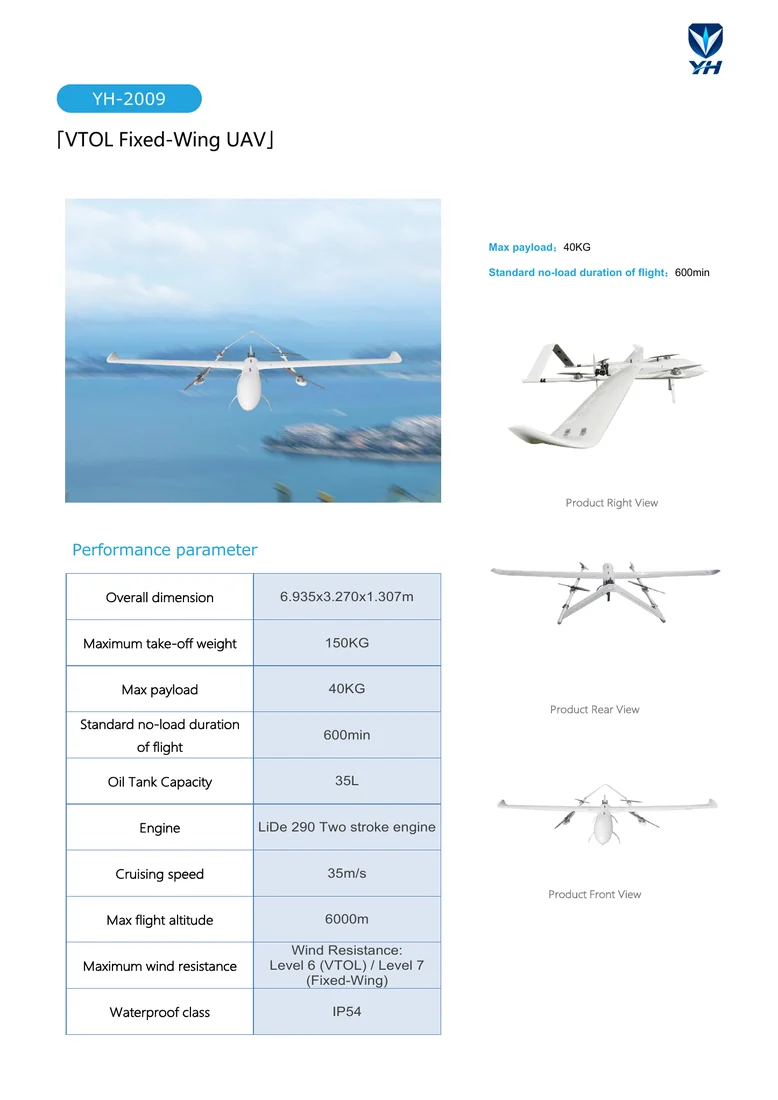 YH
YH-2009
「VTOL Fixed-Wing UAV」
Max payload：40KG
Standard no-load duration of flight：600min
Product Right View
Performance parameter
Overall dimension 6.935x3.270x1.307m
Maximum take-off weight 150KG
Max payload 40KG
Standard no-load duration
of flight
600min
Oil Tank Capacity 35L
Engine LiDe 290 Two stroke engine
Cruising speed 35m/s
Max flight altitude 6000m
Maximum wind resistance
Wind Resistance:
Level 6 (VTOL) / Level 7
(Fixed-Wing)
Waterproof class IP54
Product Rear View
Product Front View